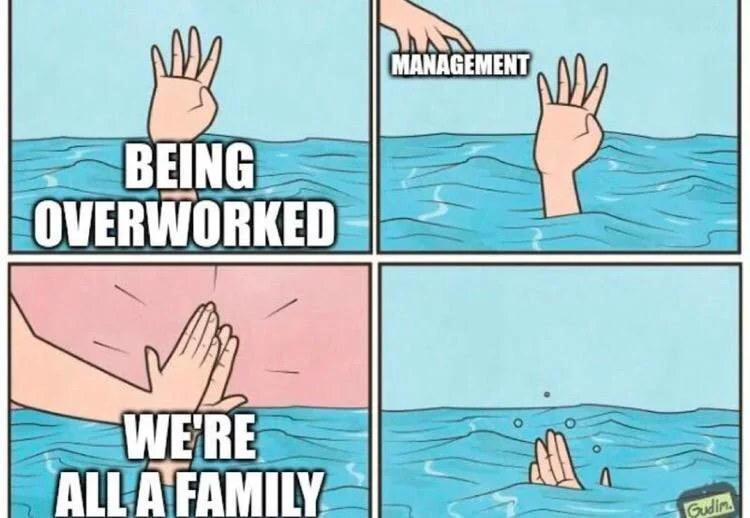 BEING
OVERWORKED
MANAGEMENT
WE'RE
ALL A FAMILY
Gudim.